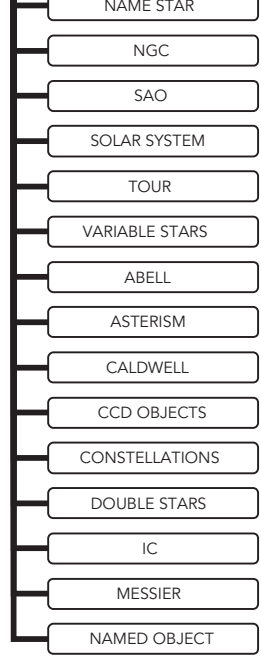 NAME STAR
NGC
SAO
SOLAR SYSTEM
TOUR
VARIABLE STARS
ABELL
ASTERISM
CALDWELL
CCD OBJECTS
CONSTELLATIONS
DOUBLE STARS
IC
MESSIER
NAMED OBJECT